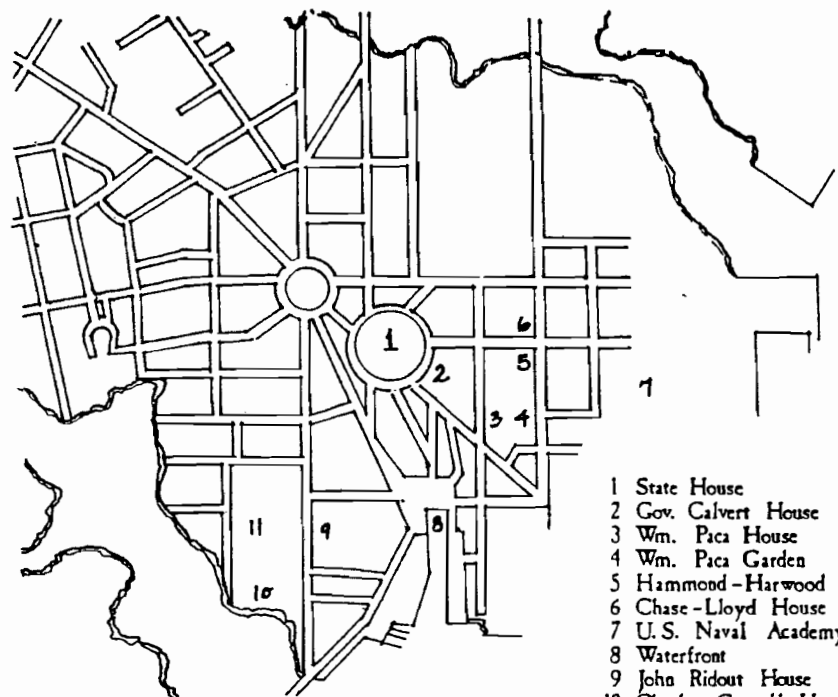 6
1
5
2
7
3 4
8
11
9
10
1 State House
2 Gov. Calvert House
3 Wm. Paca House
4 Wm. Paca Garden
5 Hammond-Harwood
6 Chase-Lloyd House
7 U.S. Naval Academy
8 Waterfront
9 John Ridout House